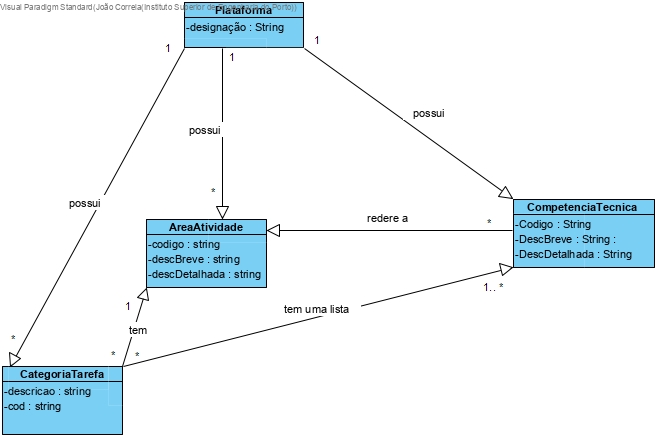 Visual Paradigm Standard(João Correia(Instituto Superior de Engenharia do Porto))
Plataforma
-designação : String
1
1
1
possui
possui
possui
*
AreaAtividade
-codigo : string
-descBreve : string
-descDetalhada : string
redere a
*
CompetenciaTecnica
-Codigo : String
-DescBreve : String :
-DescDetalhada : String
1
tem
*
*
tem uma lista
1.. *
*
CategoriaTarefa
-descricao : string
-cod : string